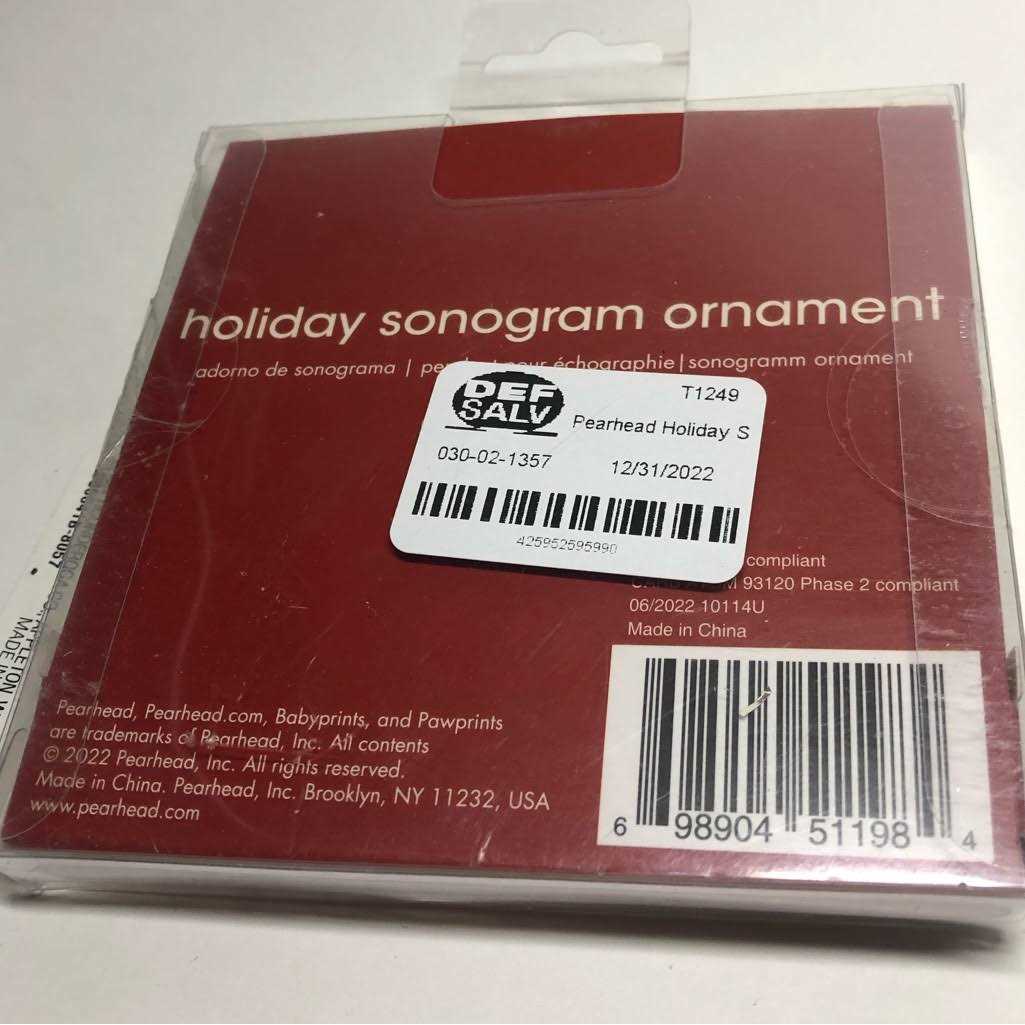 holiday sonogram ornament
adorno de sonograma | pour échographie | sonogramm ornament
DEF
SALV
T1249
Pearhead Holiday S
030-02-1357 12/31/2022
425952595990
compliant
93120 Phase 2 compliant
06/2022 10114U
Made in China
Pearhead, Pearhead.com, Babyprints, and Pawprints
are trademarks of Pearhead, Inc. All contents
© 2022 Pearhead, Inc. All rights reserved.
Made in China. Pearhead, Inc. Brooklyn, NY 11232, USA
www.pearhead.com
6 98904 51198 4
MADE IN